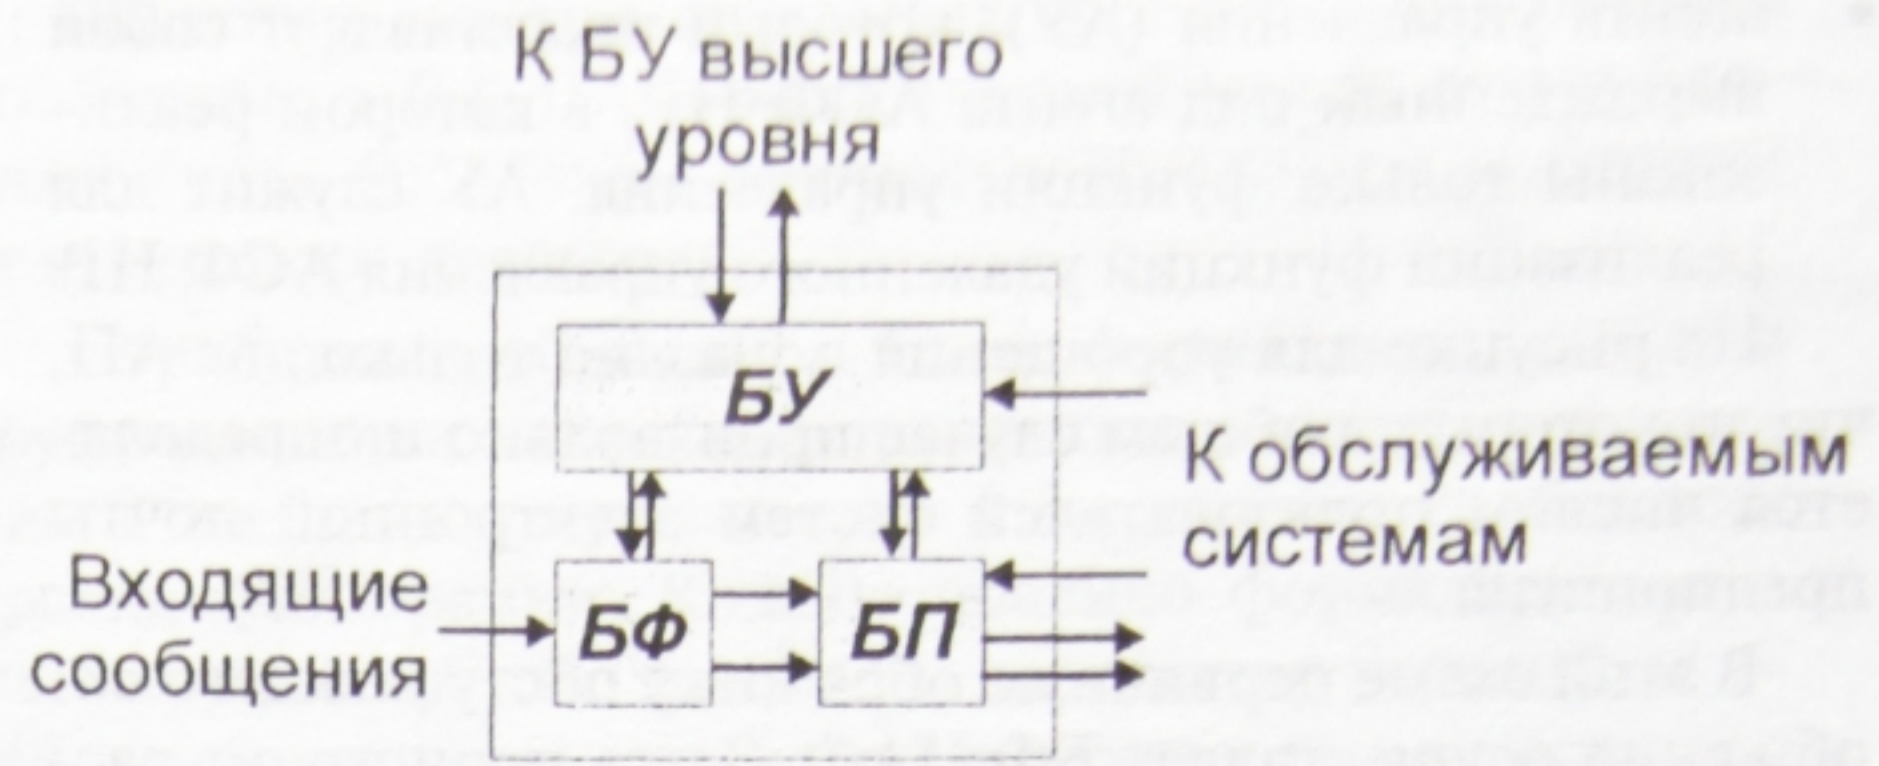 К БУ высшего
уровня
БУ
К обслуживаемым
системам
Входящие
сообщения
БФ
БП